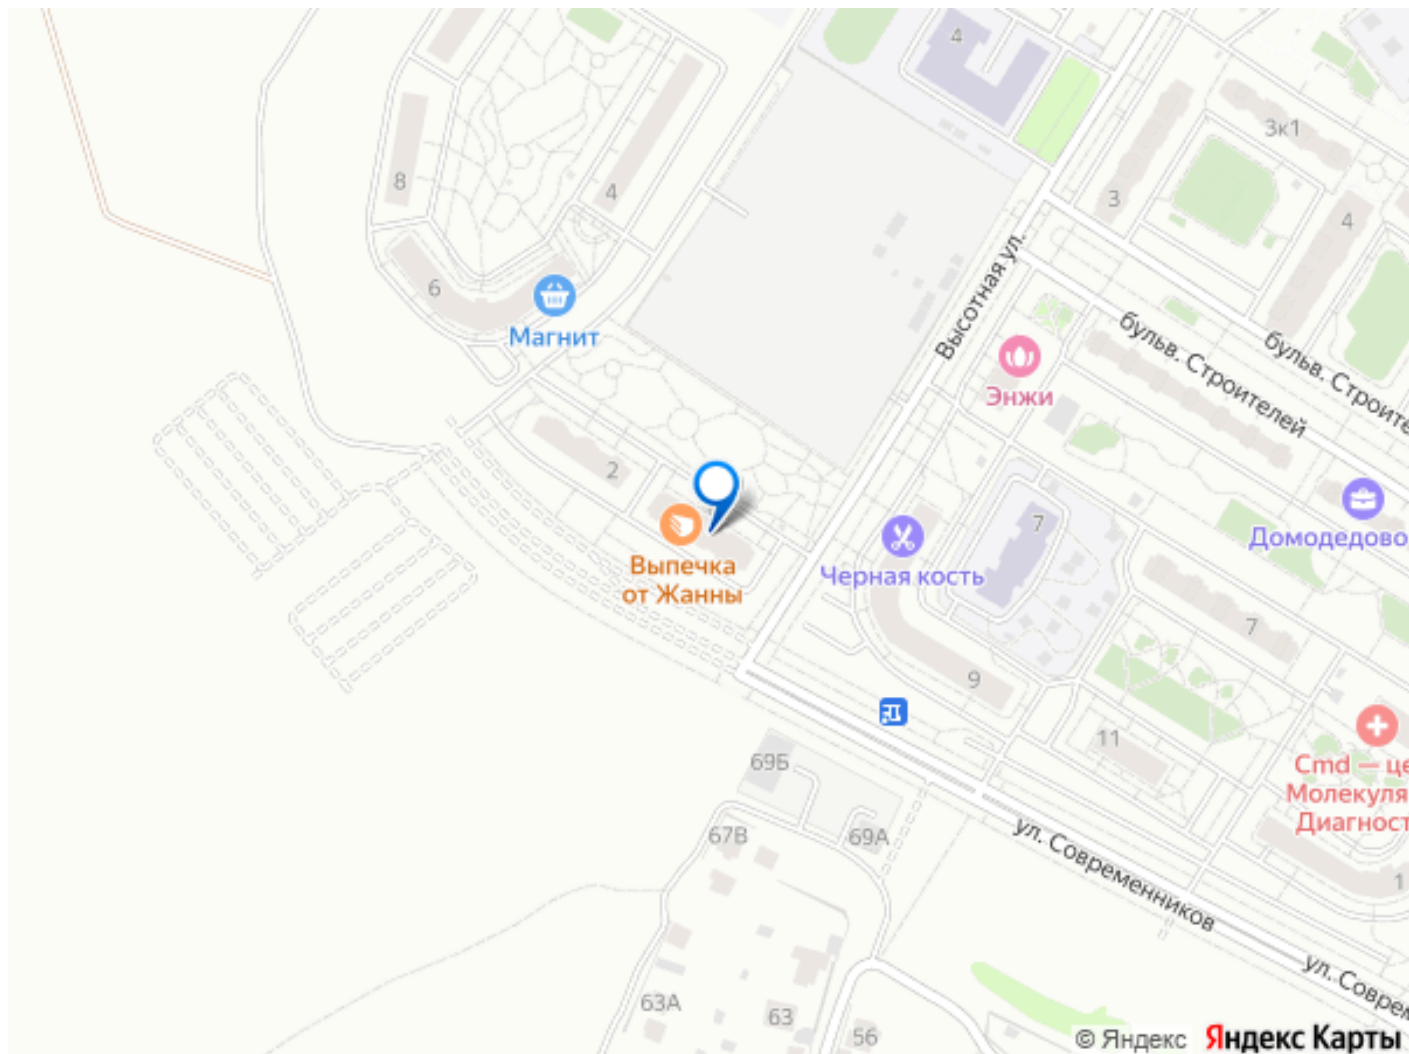 4
3к1
8
4
3
4
6
Магнит
Высотная ул.
бульв. Строителей
бульв. Строите
Энжи
2
7
Домодедово
Выпечка
от Жанны
Черная кость
7
9
11
69Б
Cmd — це
Молекуля
Диагност
67В
69А
ул. Современников
1
ул. Соврем
63А
63
56
© Яндекс
Яндекс Карты